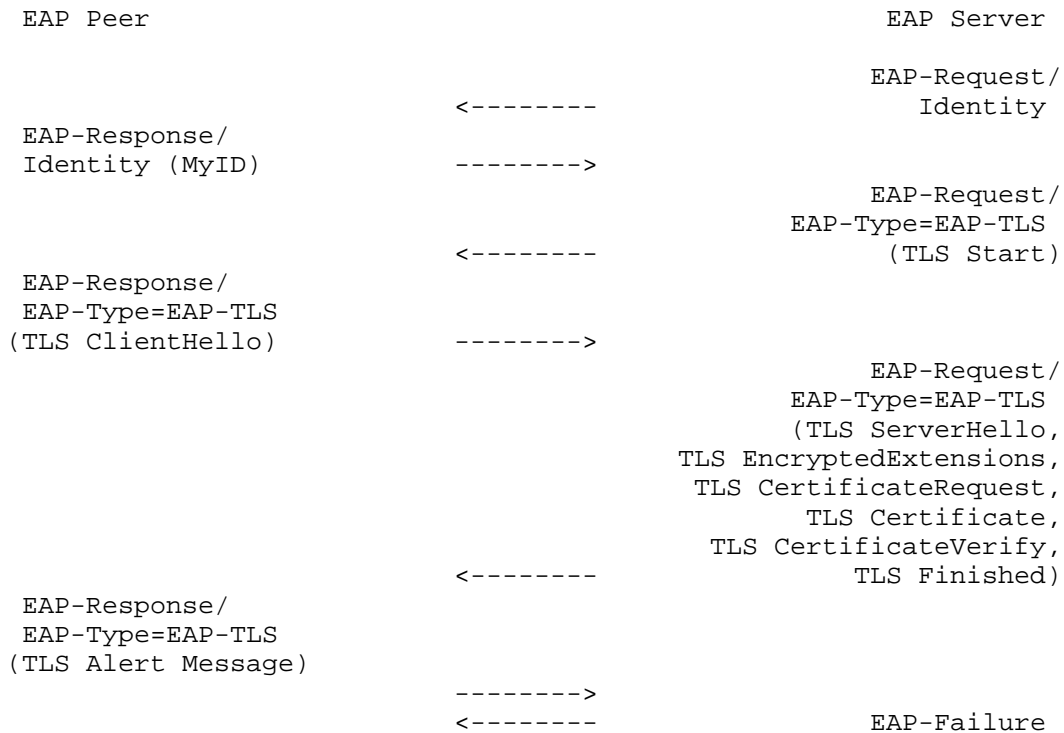 EAP Peer                                              EAP Server

                                                     EAP-Request/
                            <--------                    Identity
EAP-Response/
Identity (MyID)             -------->
                                                     EAP-Request/
                                                EAP-Type=EAP-TLS
                            <--------                 (TLS Start)
EAP-Response/
EAP-Type=EAP-TLS
(TLS ClientHello)           -------->
                                                     EAP-Request/
                                                EAP-Type=EAP-TLS
                                                (TLS ServerHello,
                                         TLS EncryptedExtensions,
                                          TLS CertificateRequest,
                                                 TLS Certificate,
                                           TLS CertificateVerify,
                            <--------               TLS Finished)
EAP-Response/
EAP-Type=EAP-TLS
(TLS Alert Message)
                            -------->
                            <--------                 EAP-Failure